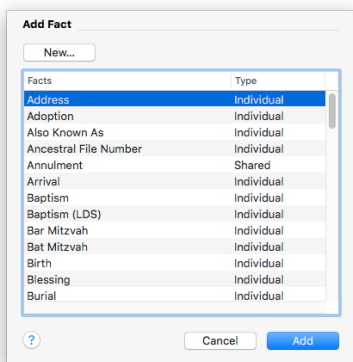 Add Fact
New...
Facts Type
Address Individual
Adoption Individual
Also Known As Individual
Ancestral File Number Individual
Annulment Shared
Arrival Individual
Baptism Individual
Baptism (LDS) Individual
Bar Mitzvah Individual
Bat Mitzvah Individual
Birth Individual
Blessing Individual
Burial Individual
? Cancel Add